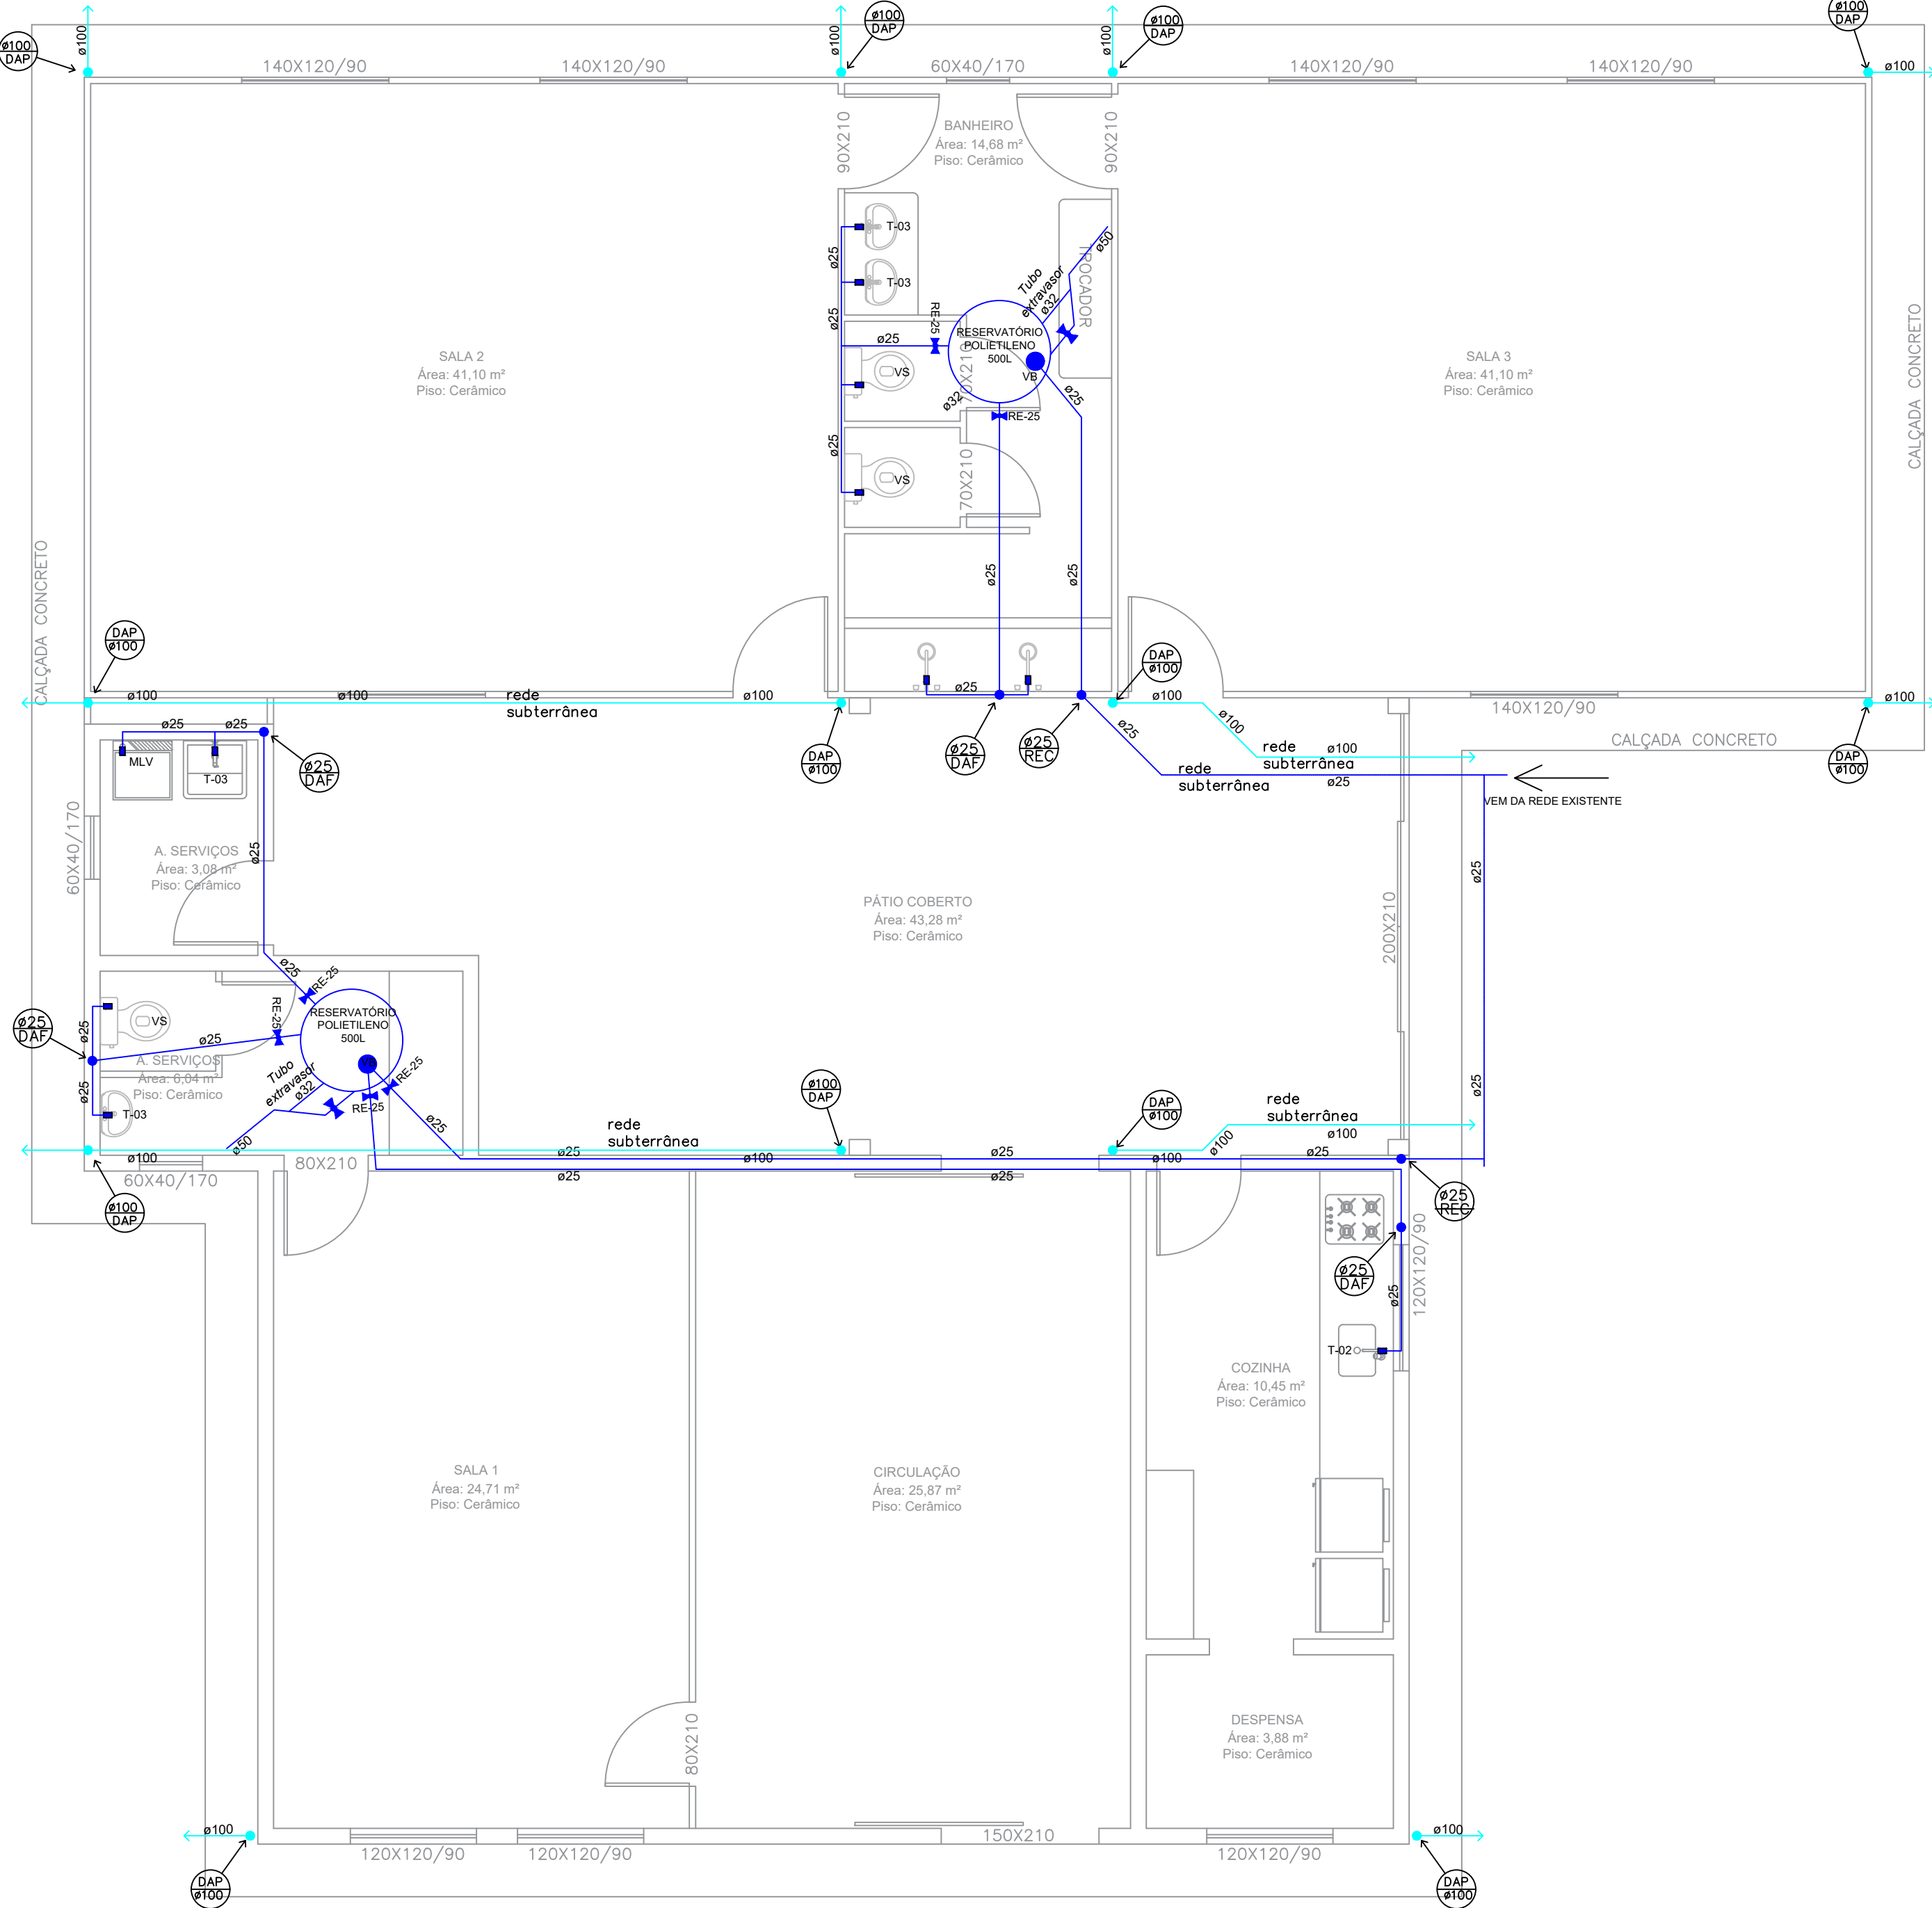 ø100
DAP
ø100
ø100
ø100
DAP
ø100
ø100
DAP
ø100
DAP
ø100
140X120/90
140X120/90
60X40/170
140X120/90
140X120/90
90X210
90X210
BANHEIRO
Área: 14,68 m²
Piso: Cerâmico
T-03
T-03
ø25
ø25
ø25
ø25
RE-25
RESERVATÓRIO
POLIETILENO
500L
VB
Tubo
extravasor
ø32
ø50
TROCADOR
VS
VS
ø32
70X210
70X210
RE-25
ø25
ø25
ø25
SALA 2
Área: 41,10 m²
Piso: Cerâmico
SALA 3
Área: 41,10 m²
Piso: Cerâmico
CALÇADA CONCRETO
CALÇADA CONCRETO
DAP
ø100
DAP
ø100
ø100
ø100
rede
subterrânea
ø100
ø25
ø100
ø100
ø100
140X120/90
CALÇADA CONCRETO
ø25
ø25
MLV
T-03
ø25
DAF
DAP
ø100
ø25
DAF
ø25
REC
ø25
rede
subterrânea
ø100
rede
subterrânea
ø25
DAP
ø100
VEM DA REDE EXISTENTE
60X40/170
A. SERVIÇOS
Área: 3,08 m²
Piso: Cerâmico
ø25
PÁTIO COBERTO
Área: 43,28 m²
Piso: Cerâmico
200X210
ø25
ø25
ø25
RE-25
RE-25
RESERVATÓRIO
POLIETILENO
500L
VB
VS
ø25
DAF
ø25
ø25
ø25
A. SERVIÇOS
Área: 6,04 m²
Piso: Cerâmico
T-03
Tubo
extravasor
ø32
RE-25
RE-25
ø25
ø50
ø100
DAP
DAP
ø100
rede
subterrânea
rede
subterrânea
ø100
ø100
ø100
80X210
60X40/170
ø25
ø100
ø25
ø100
ø25
ø25
ø25
ø100
DAP
ø25
REC
ø25
DAF
ø25
120X120/90
T-02
COZINHA
Área: 10,45 m²
Piso: Cerâmico
SALA 1
Área: 24,71 m²
Piso: Cerâmico
CIRCULAÇÃO
Área: 25,87 m²
Piso: Cerâmico
80X210
DESPENSA
Área: 3,88 m²
Piso: Cerâmico
ø100
150X210
ø100
120X120/90
120X120/90
120X120/90
DAP
ø100
DAP
ø100